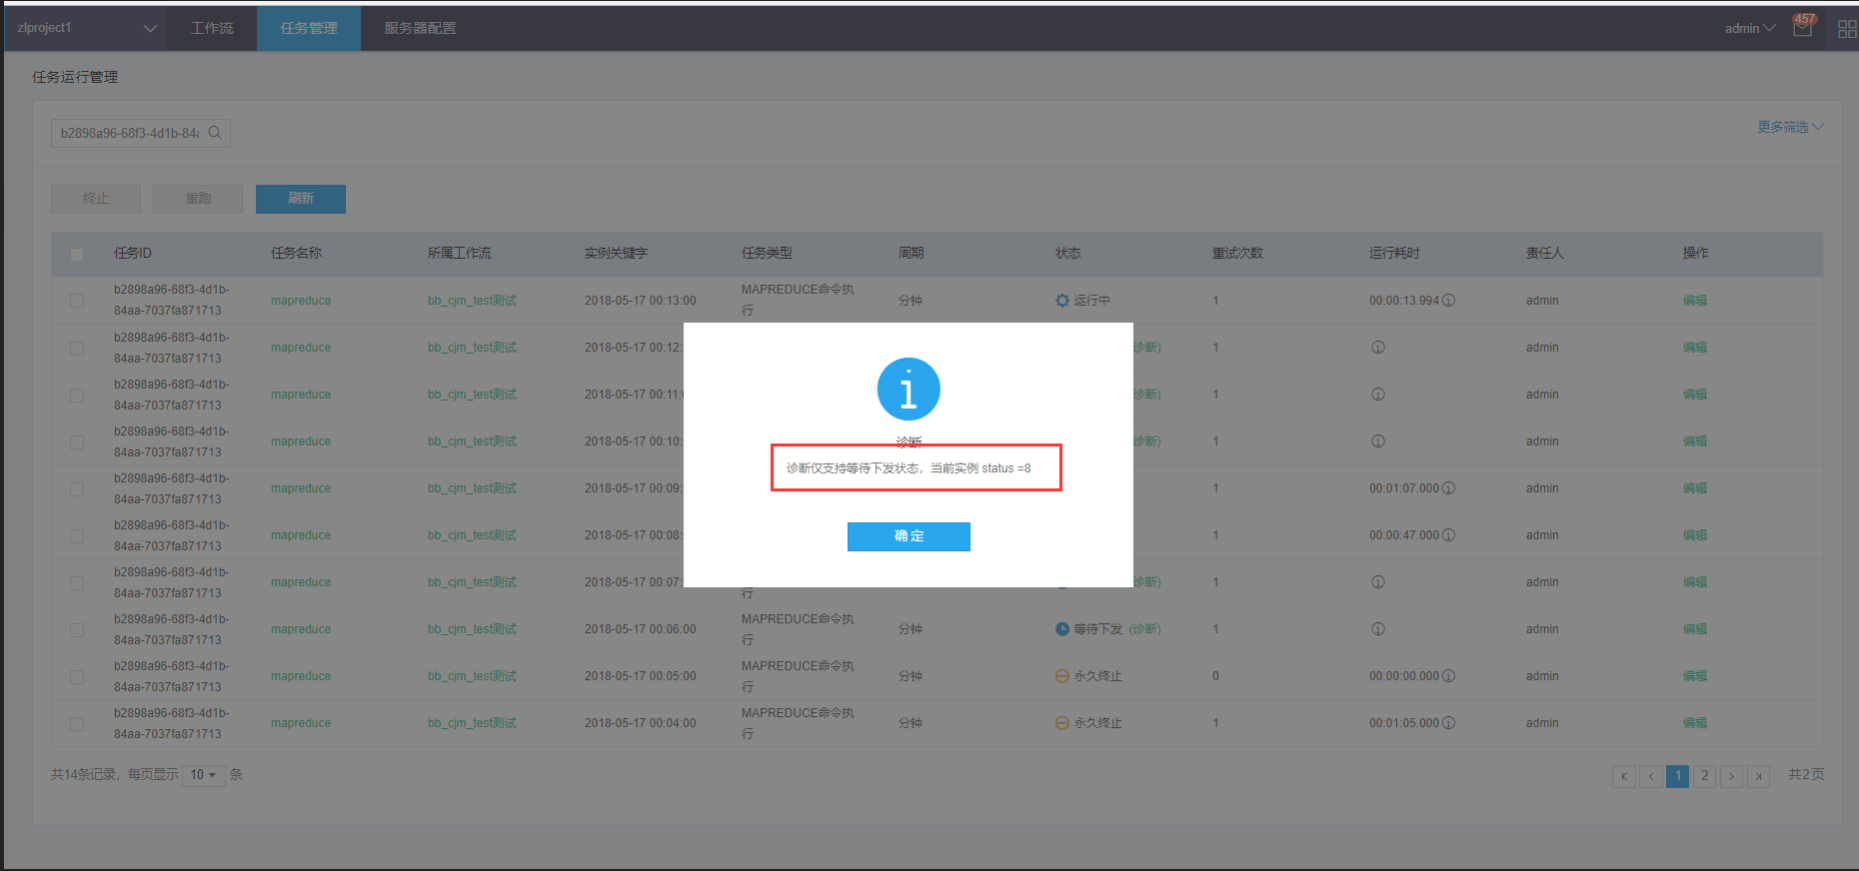 zlproject1 工作流 任务管理 服务器配置 admin 457
任务运行管理
b2898a96-68f3-4d1b-84a
更多筛选
终止 重跑 刷新
任务ID 任务名称 所属工作流 实例关键字 任务类型 周期 状态 重试次数 运行耗时 责任人 操作
b2898a96-68f3-4d1b-84aa-7037fa871713 mapreduce bb_cjm_test测试 2018-05-17 00:13:00 MAPREDUCE命令执行 分钟 运行中 1 00:00:13.994 admin 编辑
b2898a96-68f3-4d1b-84aa-7037fa871713 mapreduce bb_cjm_test测试 2018-05-17 00:12: 诊断) 1 admin 编辑
b2898a96-68f3-4d1b-84aa-7037fa871713 mapreduce bb_cjm_test测试 2018-05-17 00:11: 诊断) 1 admin 编辑
b2898a96-68f3-4d1b-84aa-7037fa871713 mapreduce bb_cjm_test测试 2018-05-17 00:10: 诊断) 1 admin 编辑
b2898a96-68f3-4d1b-84aa-7037fa871713 mapreduce bb_cjm_test测试 2018-05-17 00:09: 1 00:01:07.000 admin 编辑
b2898a96-68f3-4d1b-84aa-7037fa871713 mapreduce bb_cjm_test测试 2018-05-17 00:08: 1 00:00:47.000 admin 编辑
b2898a96-68f3-4d1b-84aa-7037fa871713 mapreduce bb_cjm_test测试 2018-05-17 00:07: 行 诊断) 1 admin 编辑
b2898a96-68f3-4d1b-84aa-7037fa871713 mapreduce bb_cjm_test测试 2018-05-17 00:06:00 MAPREDUCE命令执行 分钟 等待下发 (诊断) 1 admin 编辑
b2898a96-68f3-4d1b-84aa-7037fa871713 mapreduce bb_cjm_test测试 2018-05-17 00:05:00 MAPREDUCE命令执行 分钟 永久终止 0 00:00:00.000 admin 编辑
b2898a96-68f3-4d1b-84aa-7037fa871713 mapreduce bb_cjm_test测试 2018-05-17 00:04:00 MAPREDUCE命令执行 分钟 永久终止 1 00:01:05.000 admin 编辑
诊断
诊断仅支持等待下发状态，当前实例 status =8
确 定
共14条记录，每页显示 10 条 1 2 共2页